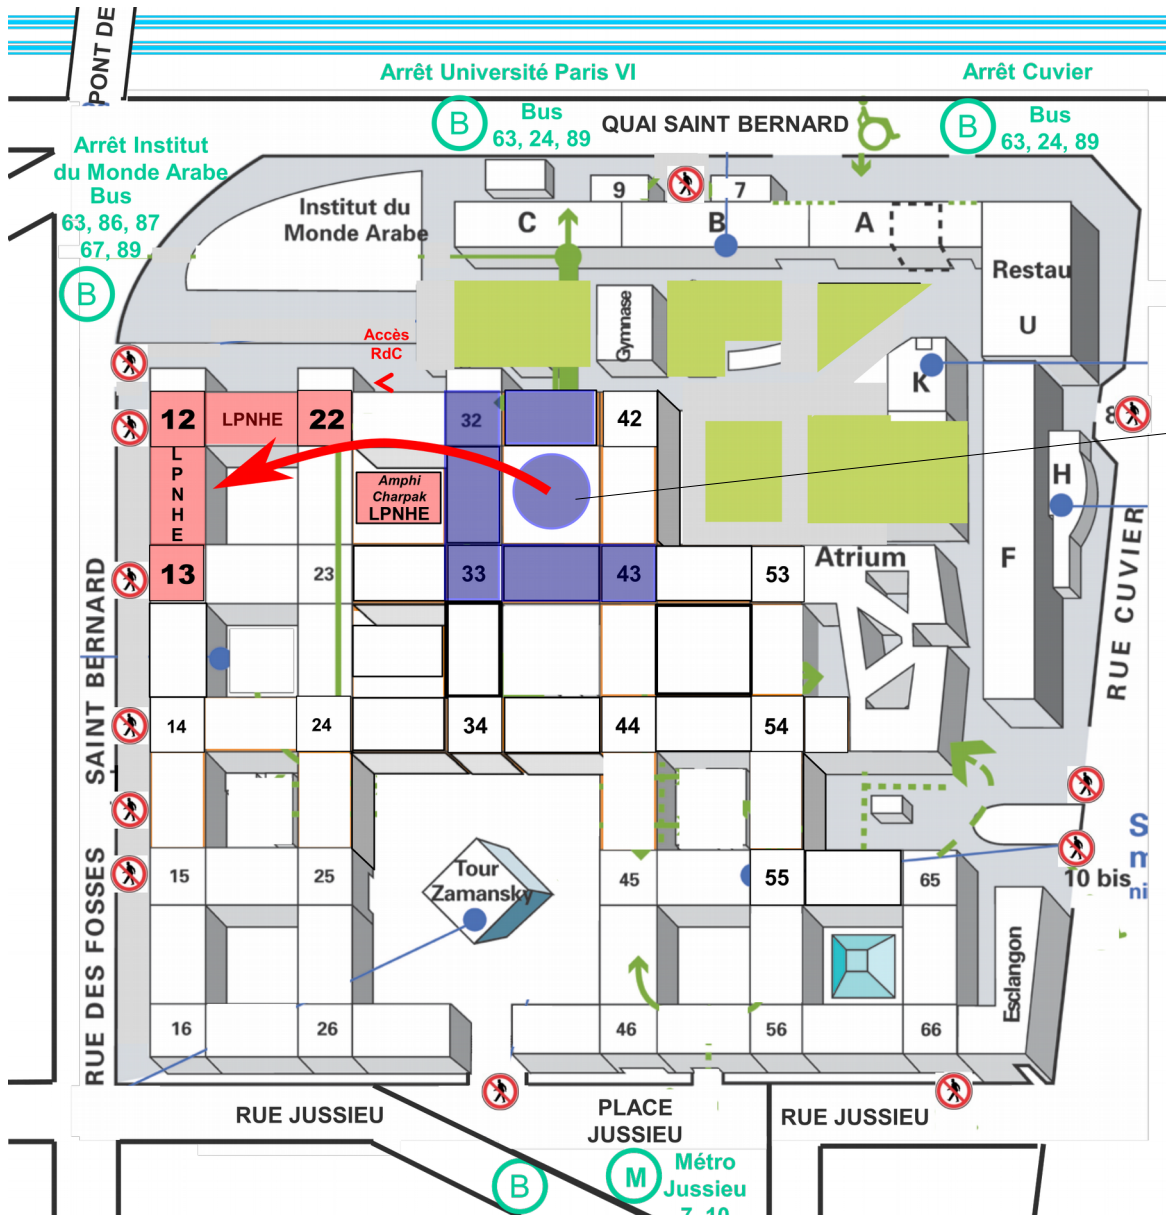 PONT DE
Arrêt Université Paris VI
Arrêt Cuvier
B
Bus
63, 24, 89
QUAI SAINT BERNARD
B
Bus
63, 24, 89
Arrêt Institut
du Monde Arabe
Bus
63, 86, 87
67, 89
B
Institut du
Monde Arabe
9
7
C
B
A
Restau
U
Gymnase
Accès
RdC
K
8
12
LPNHE
22
32
42
LPNHE
Amphi
Charpak
LPNHE
H
13
23
33
43
53
Atrium
F
RUE CUVIER
SAINT BERNARD
14
24
34
44
54
RUE DES FOSSES
15
25
Tour
Zamansky
45
55
65
10 bis
S
m
ni
Esclangon
16
26
46
56
66
RUE JUSSIEU
PLACE
JUSSIEU
RUE JUSSIEU
B
M
Métro
Jussieu
7, 10